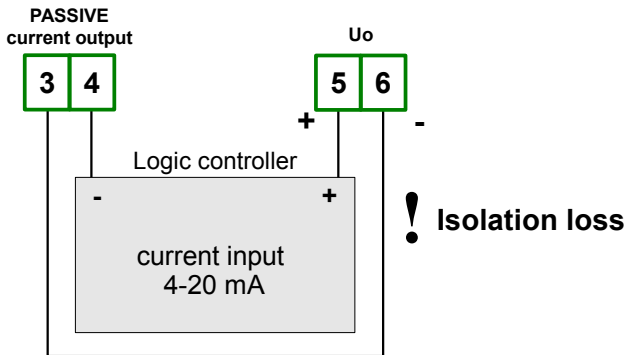 PASSIVE
current output
Uo
3 4
5 6
+ -
Logic controller
- +
! Isolation loss
current input
4-20 mA